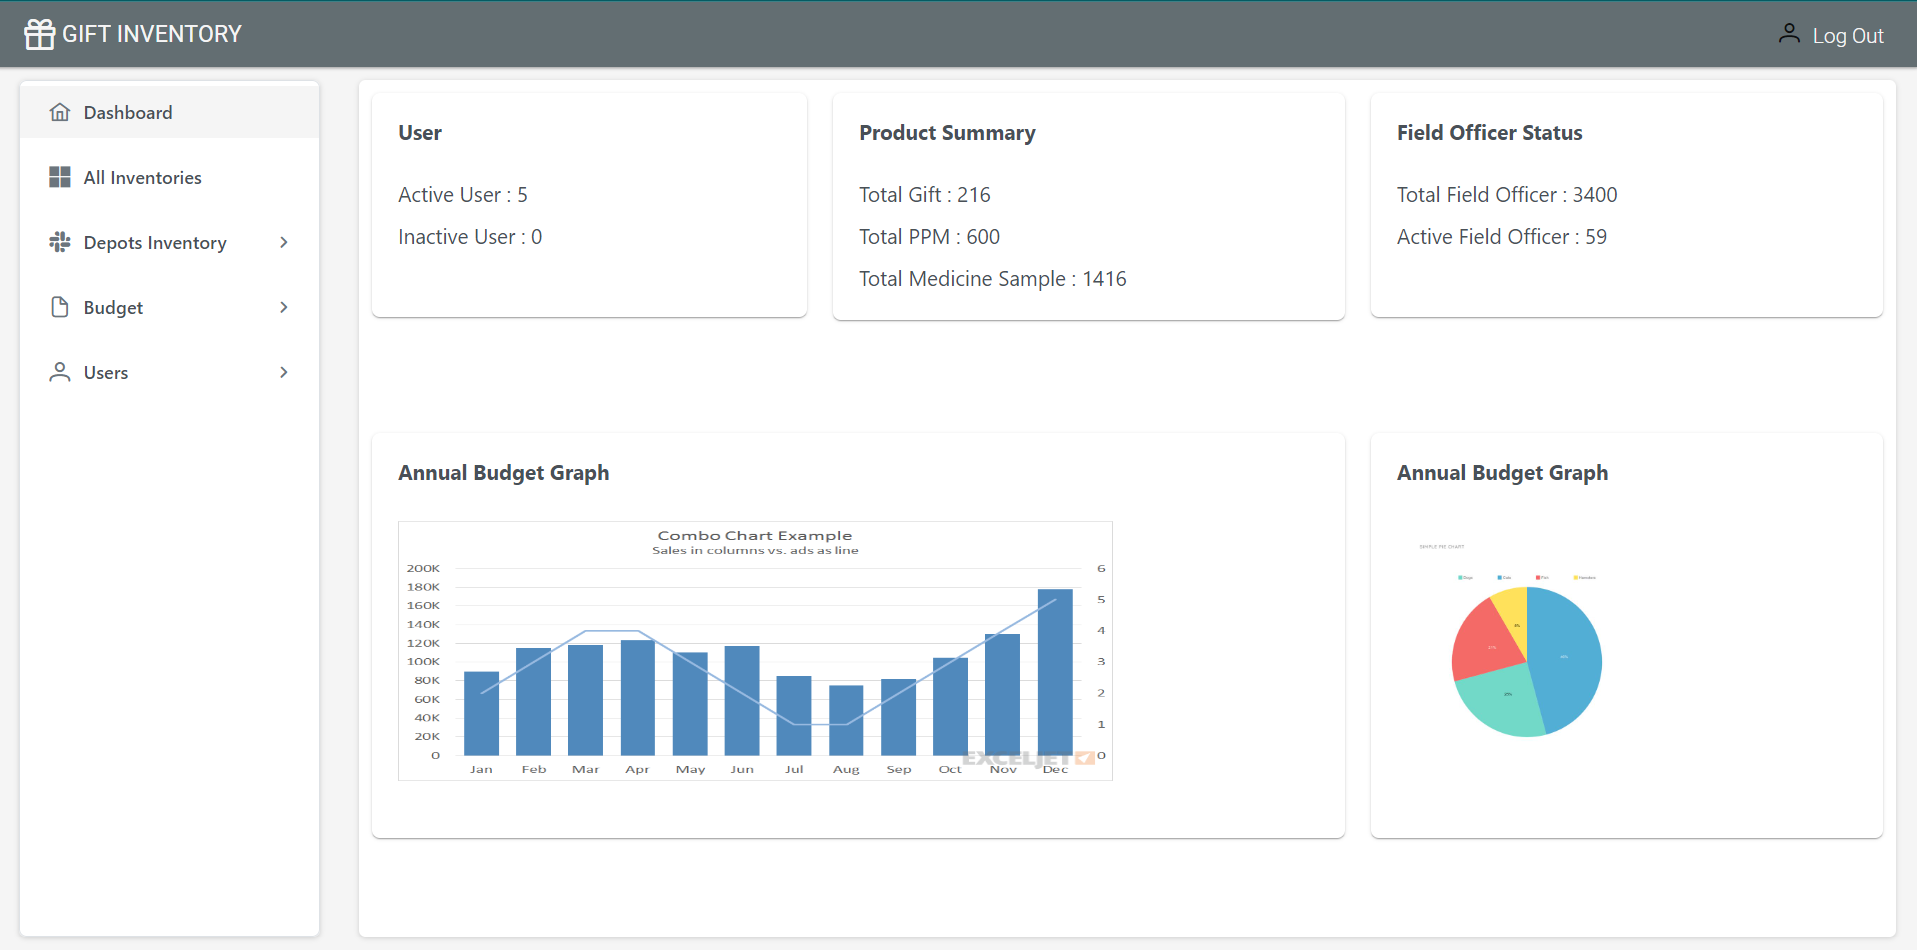 GIFT INVENTORY
Log Out
Dashboard
All Inventories
Depots Inventory
Budget
Users
User
Active User : 5
Inactive User : 0
Product Summary
Total Gift : 216
Total PPM : 600
Total Medicine Sample : 1416
Field Officer Status
Total Field Officer : 3400
Active Field Officer : 59
Annual Budget Graph
Combo Chart Example
Sales in columns vs. ads as line
200K
180K
160K
140K
120K
100K
80K
60K
40K
20K
0
6
5
4
3
2
1
0
Jan Feb Mar Apr May Jun Jul Aug Sep Oct Nov Dec
EXCELJET
Annual Budget Graph
SIMPLE PIE CHART